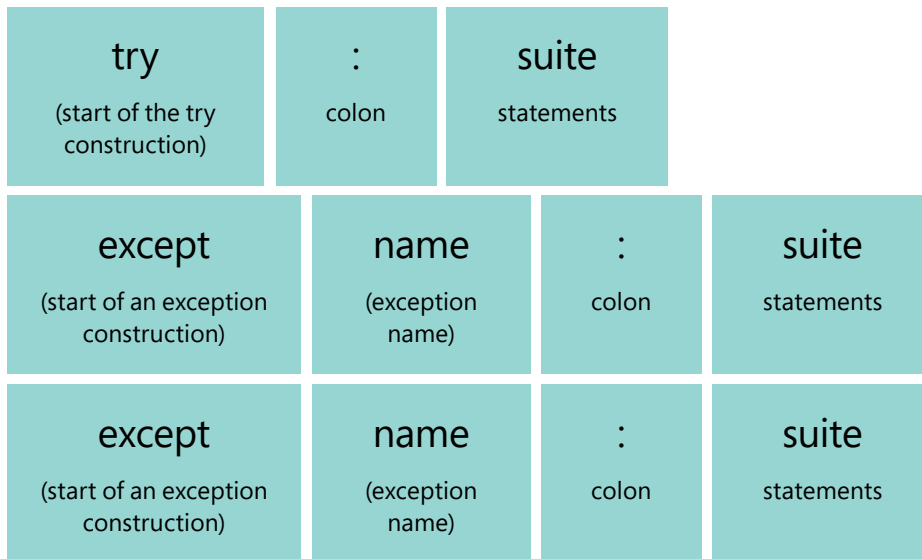 try : suite
(start of the try construction) colon statements
except name : suite
(start of an exception construction) (exception name) colon statements
except name : suite
(start of an exception construction) (exception name) colon statements